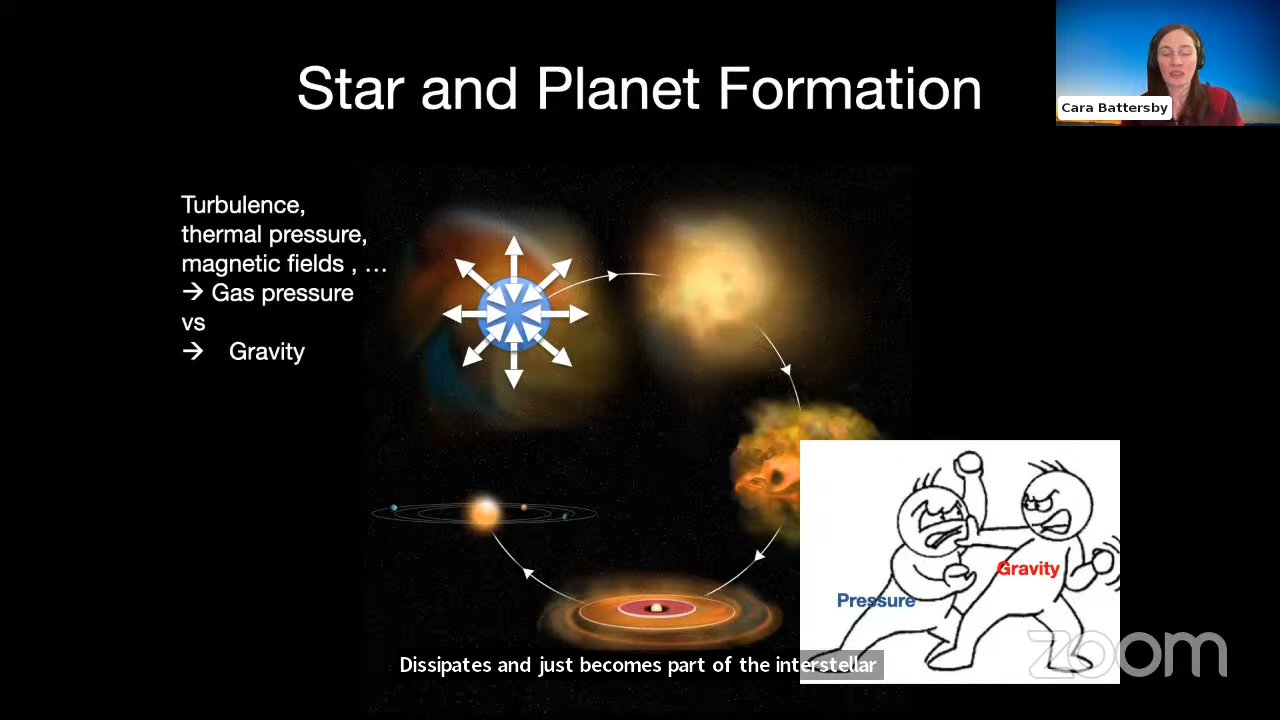 Star and Planet Formation
Cara Battersby
Turbulence,
thermal pressure,
magnetic fields , ...
→ Gas pressure
vs
→ Gravity
Gravity
Pressure
zoom
Dissipates and just becomes part of the interstellar